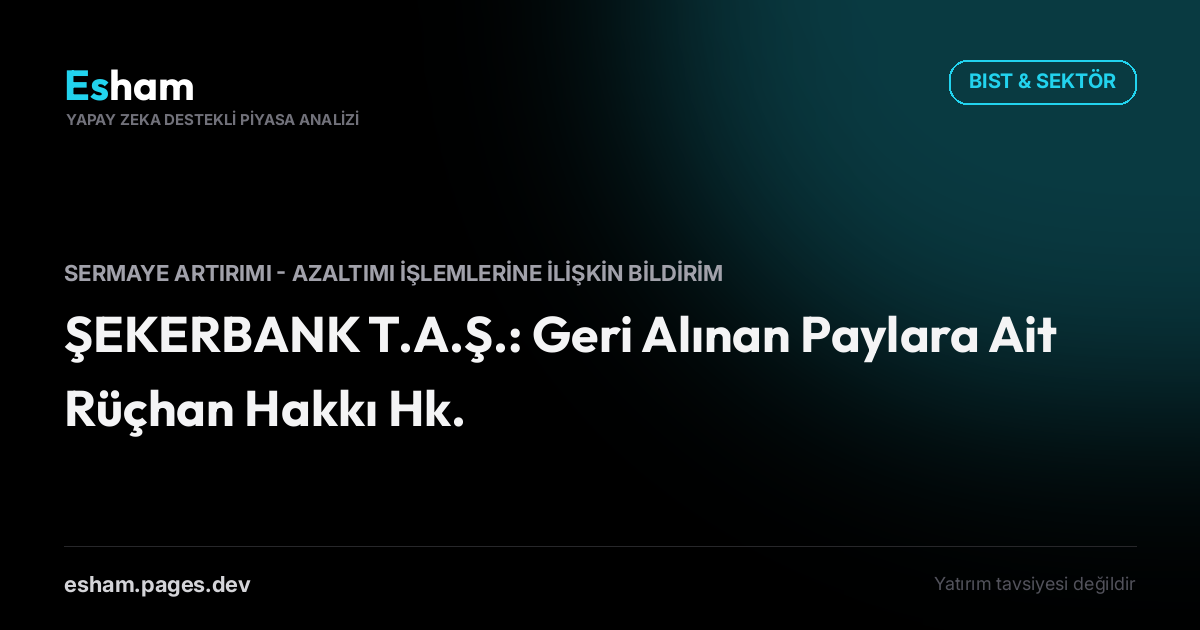 Esham
YAPAY ZEKA DESTEKLİ PİYASA ANALİZİ
BIST & SEKTÖR
SERMAYE ARTIRIMI - AZALTIMI İŞLEMLERİNE İLİŞKİN BİLDİRİM
ŞEKERBANK T.A.Ş.: Geri Alınan Paylara Ait
Rüçhan Hakkı Hk.
esham.pages.dev
Yatırım tavsiyesi değildir